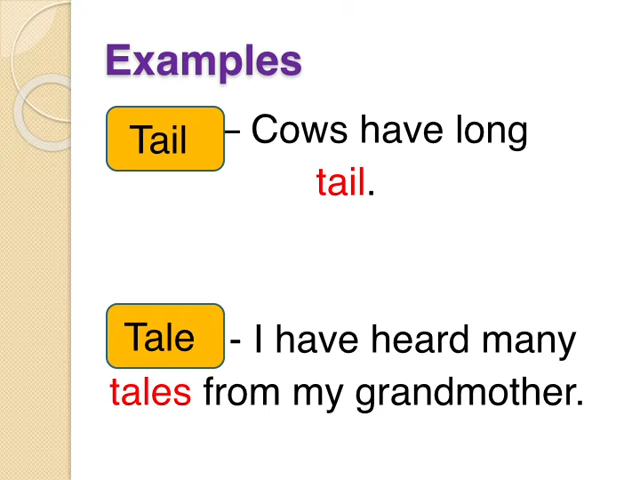 Examples
Tail – Cows have long
tail.
Tale - I have heard many
tales from my grandmother.